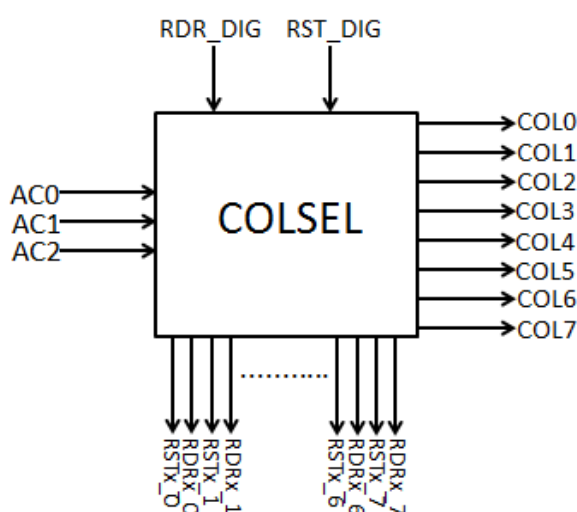 RDR_DIG RST_DIG
COL0
COL1
COL2
COL3
COL4
COL5
COL6
COL7
AC0
AC1
AC2
COLSEL
...........
RSTx_0
RDRx_0
RSTx_1
RDRx_1
RSTx_6
RDRx_6
RSTx_7
RDRx_7